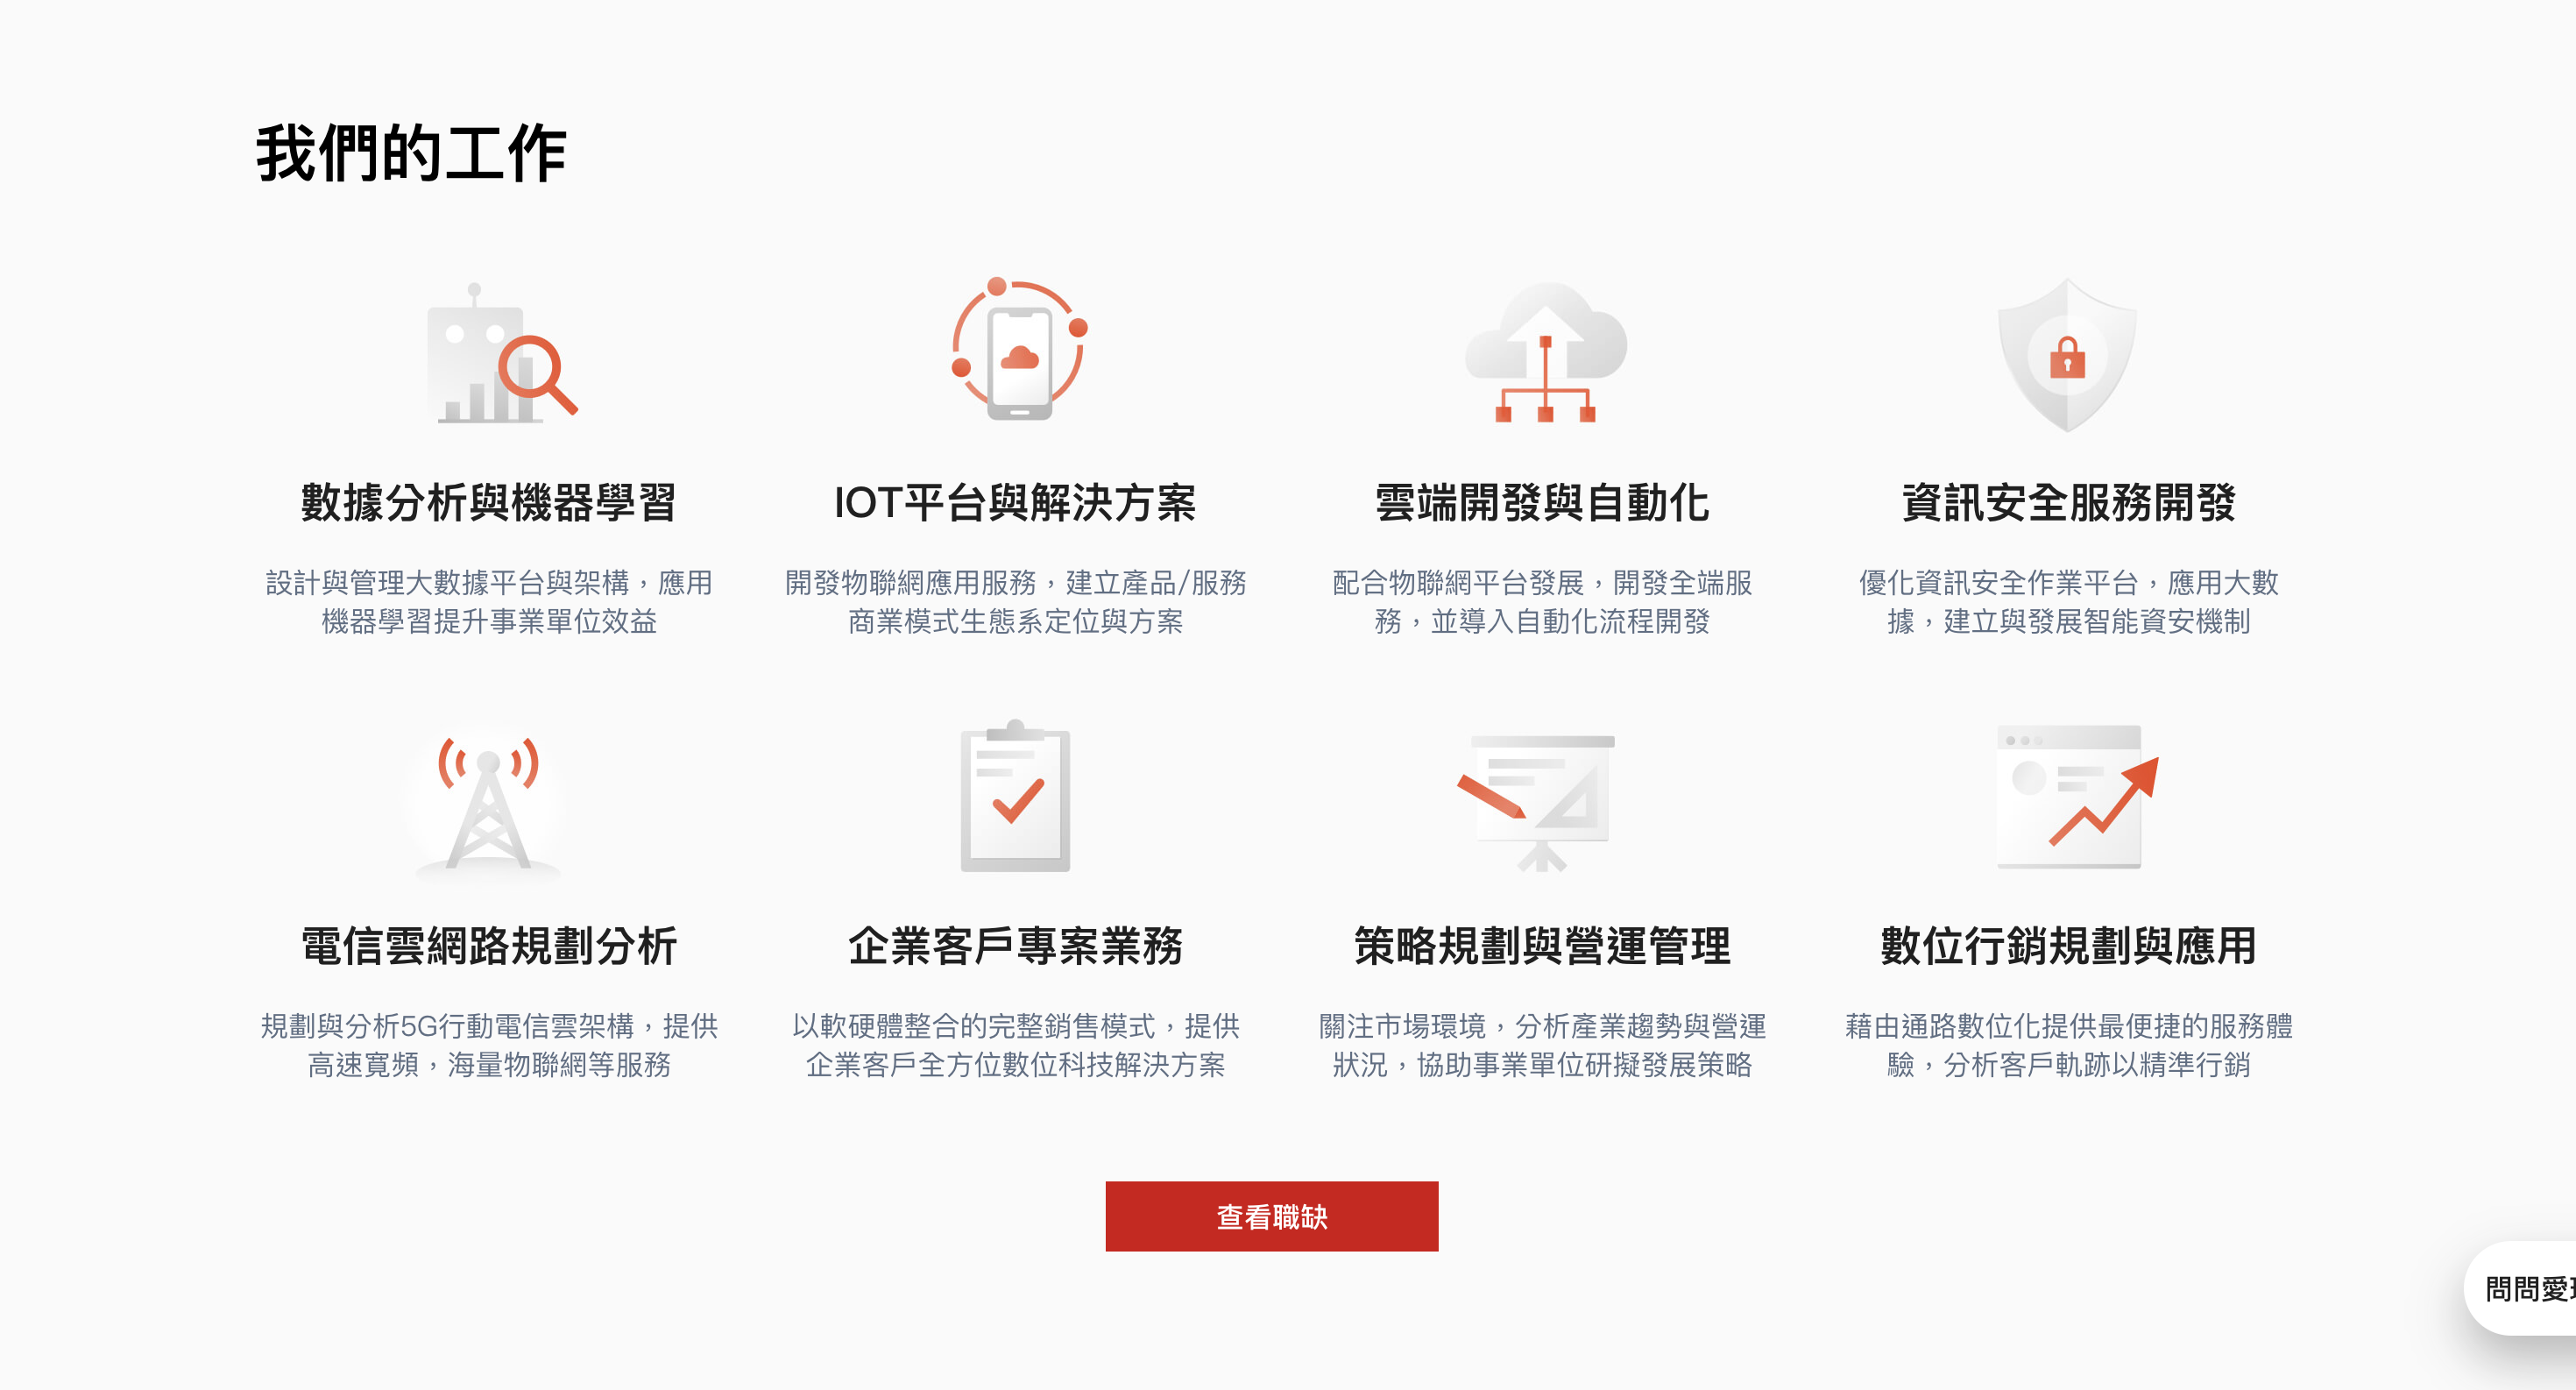 我們的工作
數據分析與機器學習
設計與管理大數據平台與架構，應用
機器學習提升事業單位效益
IOT平台與解決方案
開發物聯網應用服務，建立產品/服務
商業模式生態系定位與方案
雲端開發與自動化
配合物聯網平台發展，開發全端服
務，並導入自動化流程開發
資訊安全服務開發
優化資訊安全作業平台，應用大數
據，建立與發展智能資安機制
電信雲網路規劃分析
規劃與分析5G行動電信雲架構，提供
高速寬頻，海量物聯網等服務
企業客戶專案業務
以軟硬體整合的完整銷售模式，提供
企業客戶全方位數位科技解決方案
策略規劃與營運管理
關注市場環境，分析產業趨勢與營運
狀況，協助事業單位研擬發展策略
數位行銷規劃與應用
藉由通路數位化提供最便捷的服務體
驗，分析客戶軌跡以精準行銷
查看職缺
問問愛